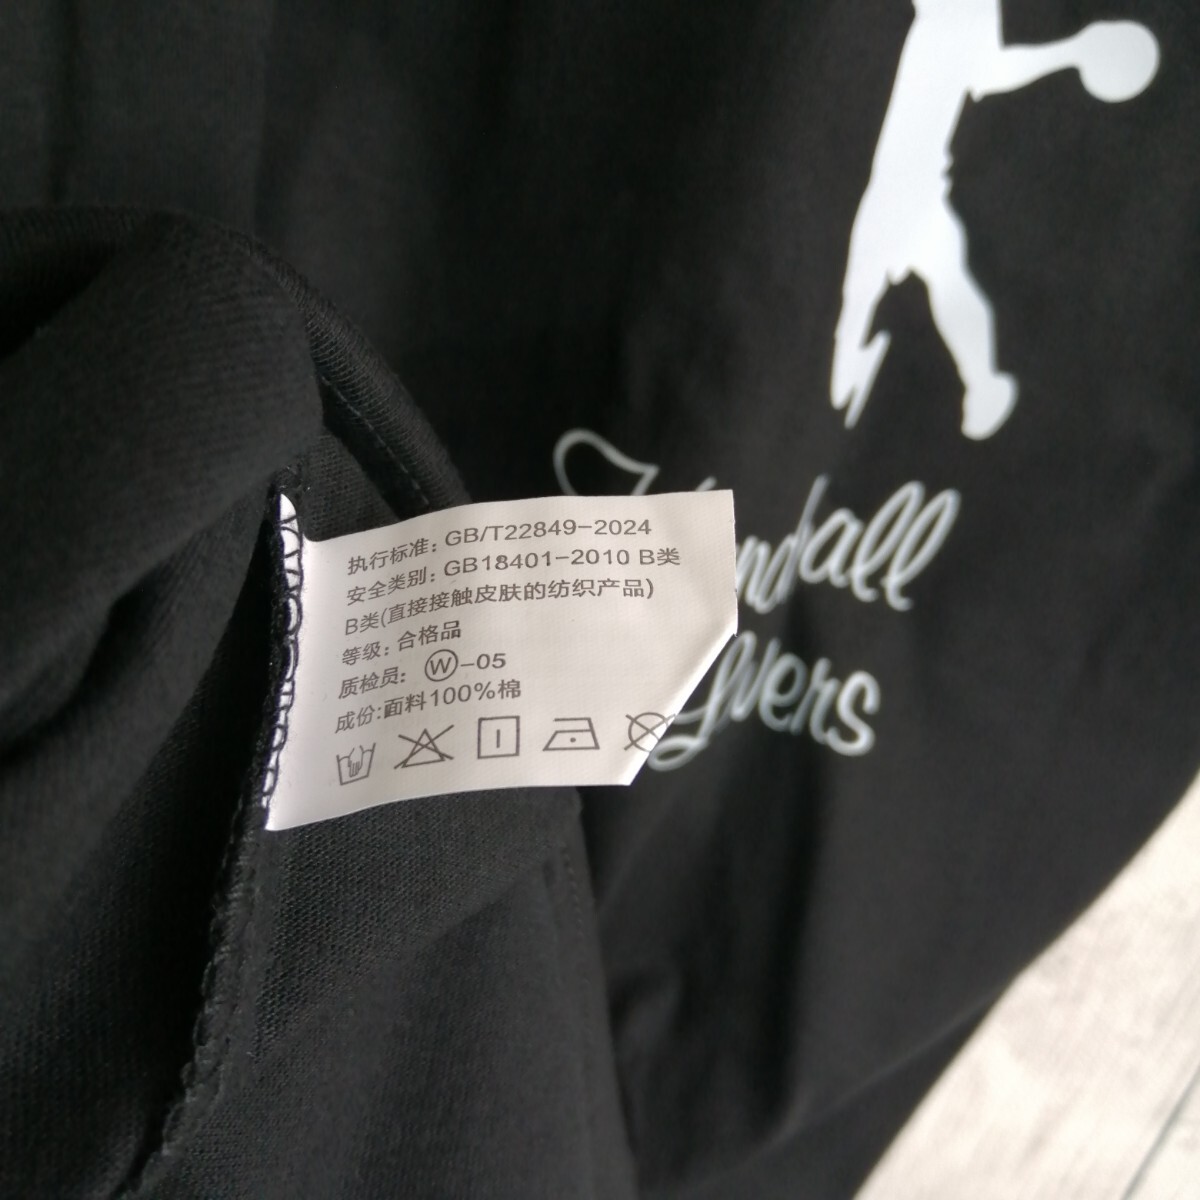 执行标准: GB/T22849-2024
安全类别: GB18401-2010 B类
B类(直接接触皮肤的纺织产品)
等级: 合格品
质检员: Ⓦ-05
成份:面料100%棉